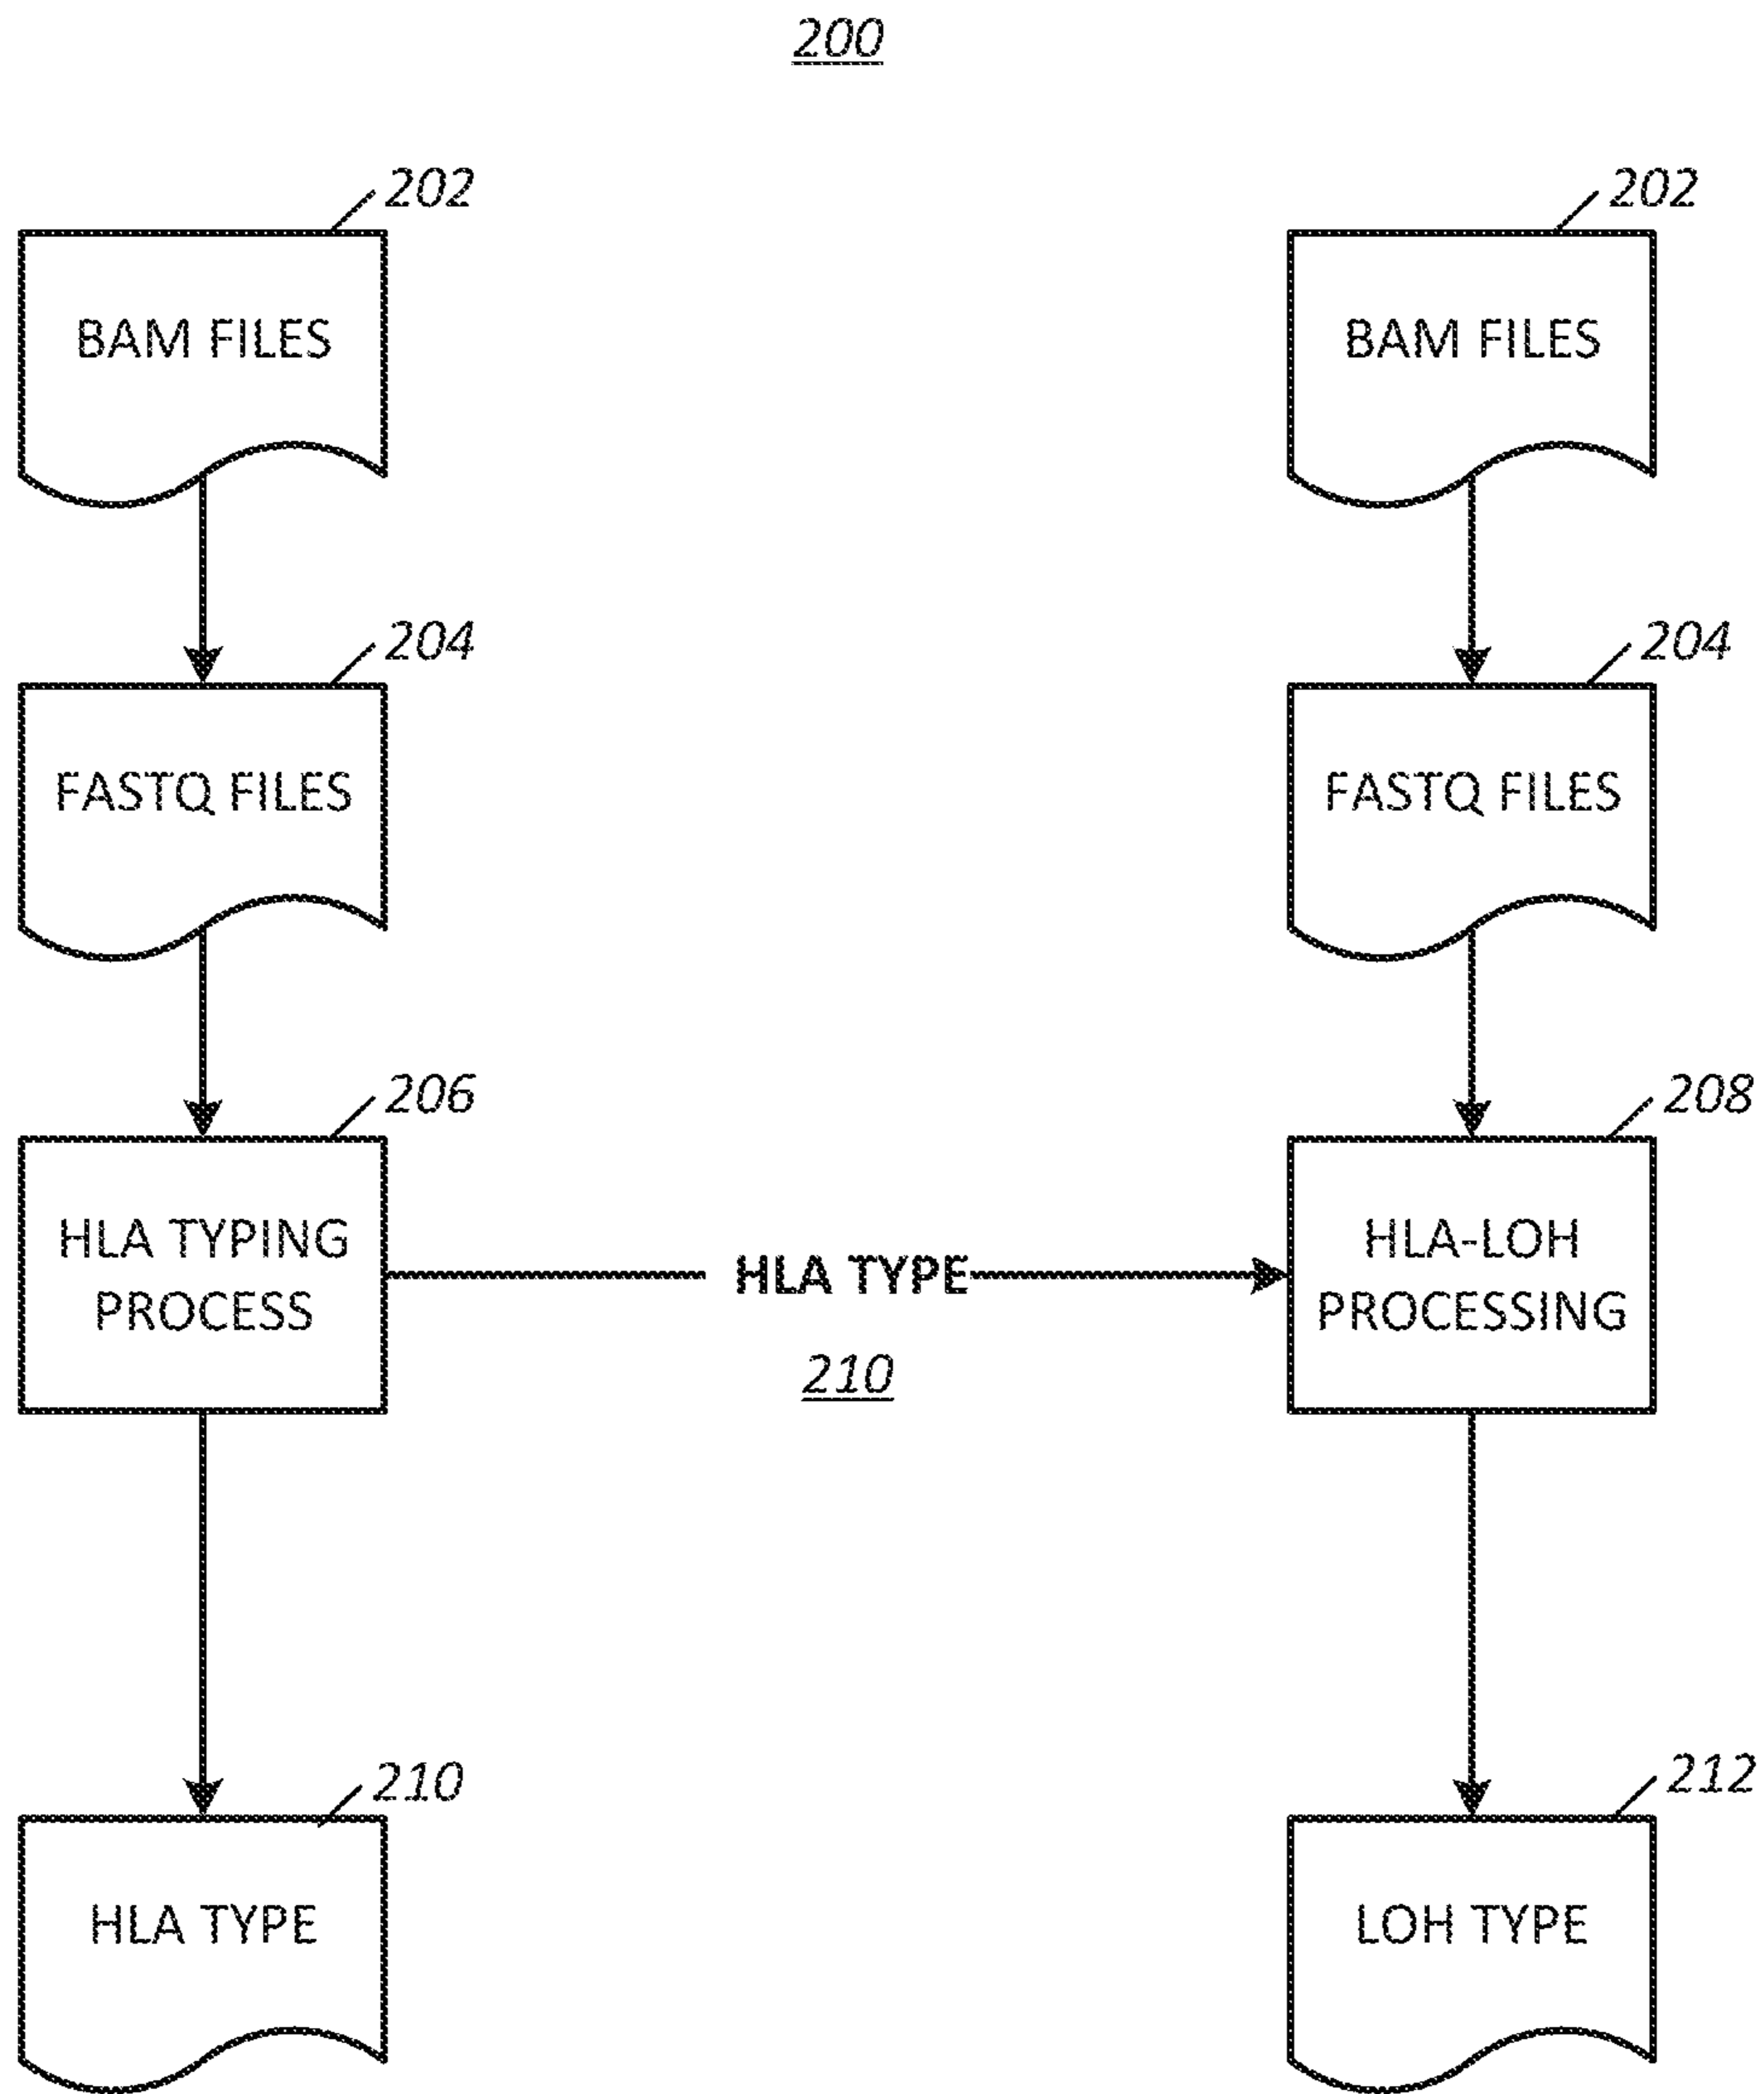 200
202
202
BAM FILES
BAM FILES
204
204
FASTQ FILES
FASTQ FILES
206
208
HLA TYPING
PROCESS
HLA TYPE
210
HLA-LOH
PROCESSING
210
212
HLA TYPE
LOH TYPE